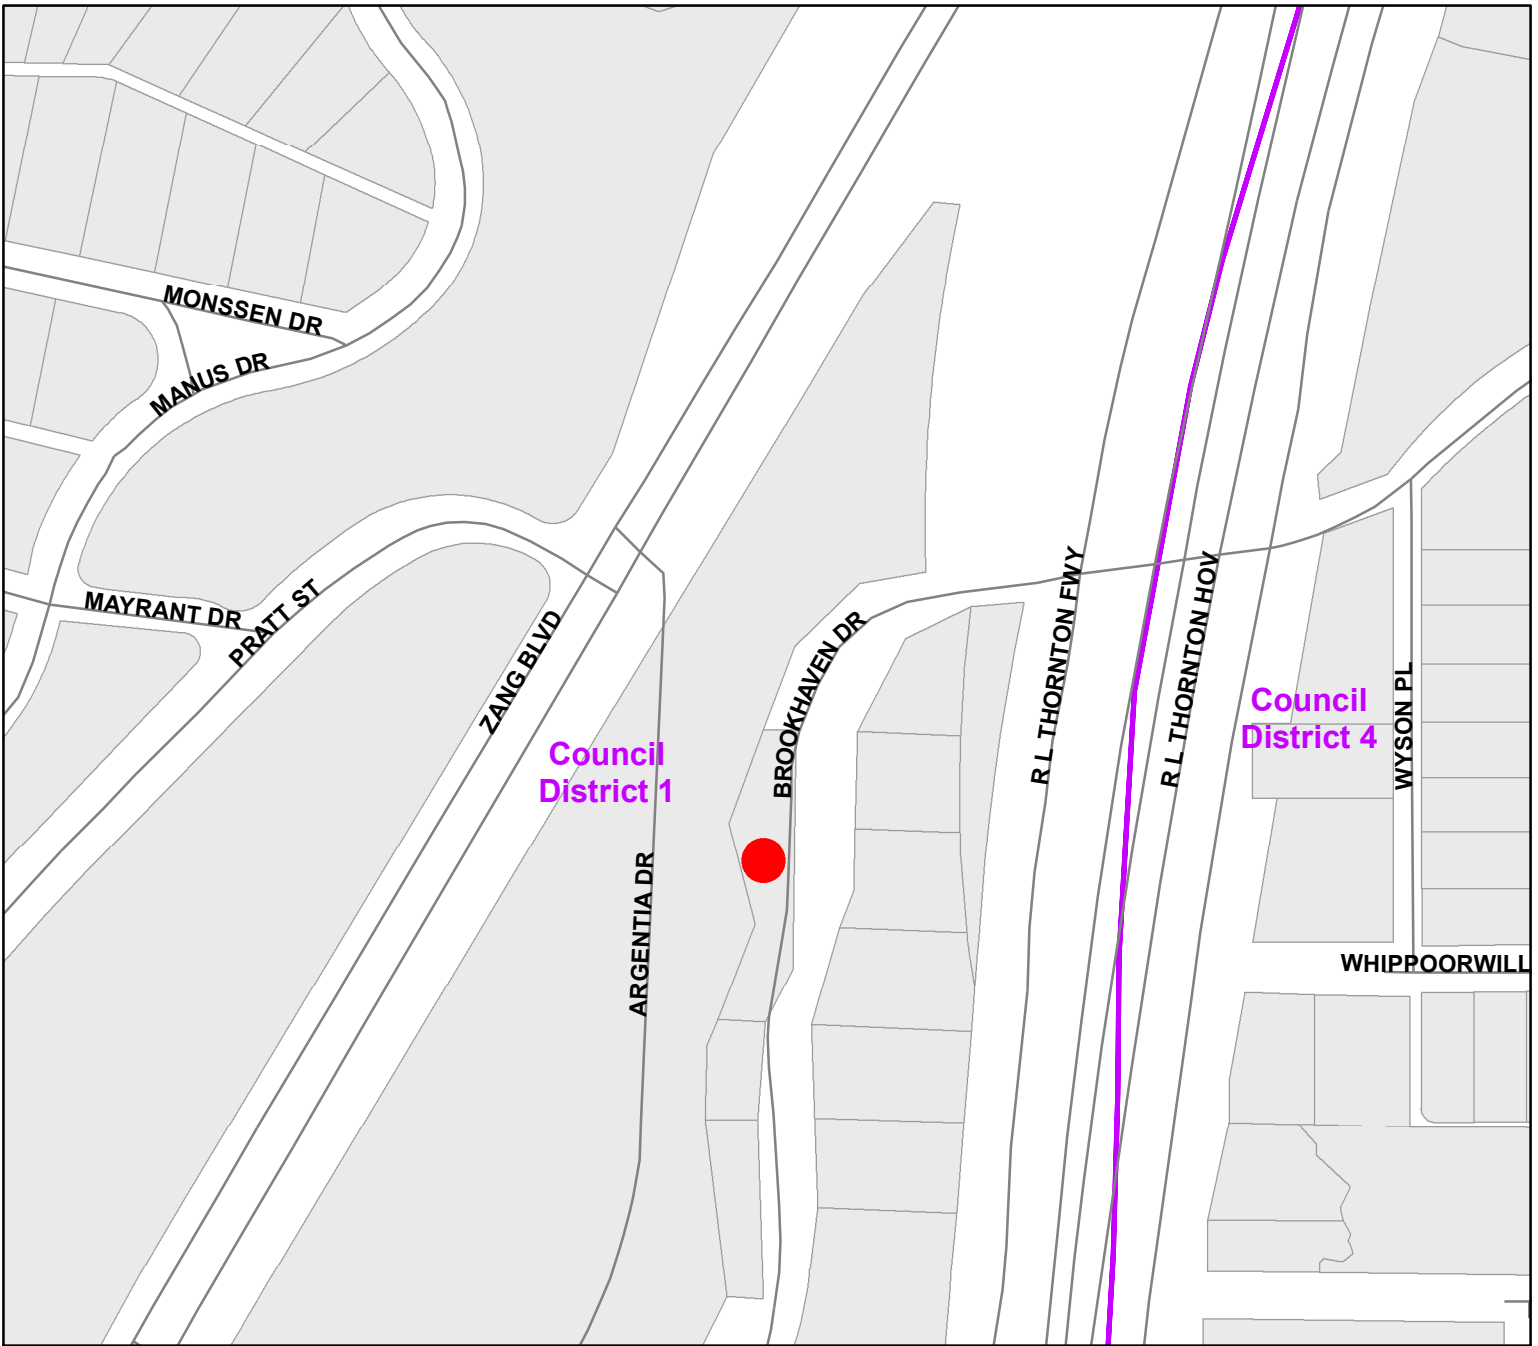 MONSSEN DR
MANUS DR
MAYRANT DR
PRATT ST
ZANG BLVD
BROOKHAVEN DR
R L THORNTON FWY
R L THORNTON HOV
Council
District 4
WYSON PL
Council
District 1
ARGENTIA DR
WHIPPOORWILL